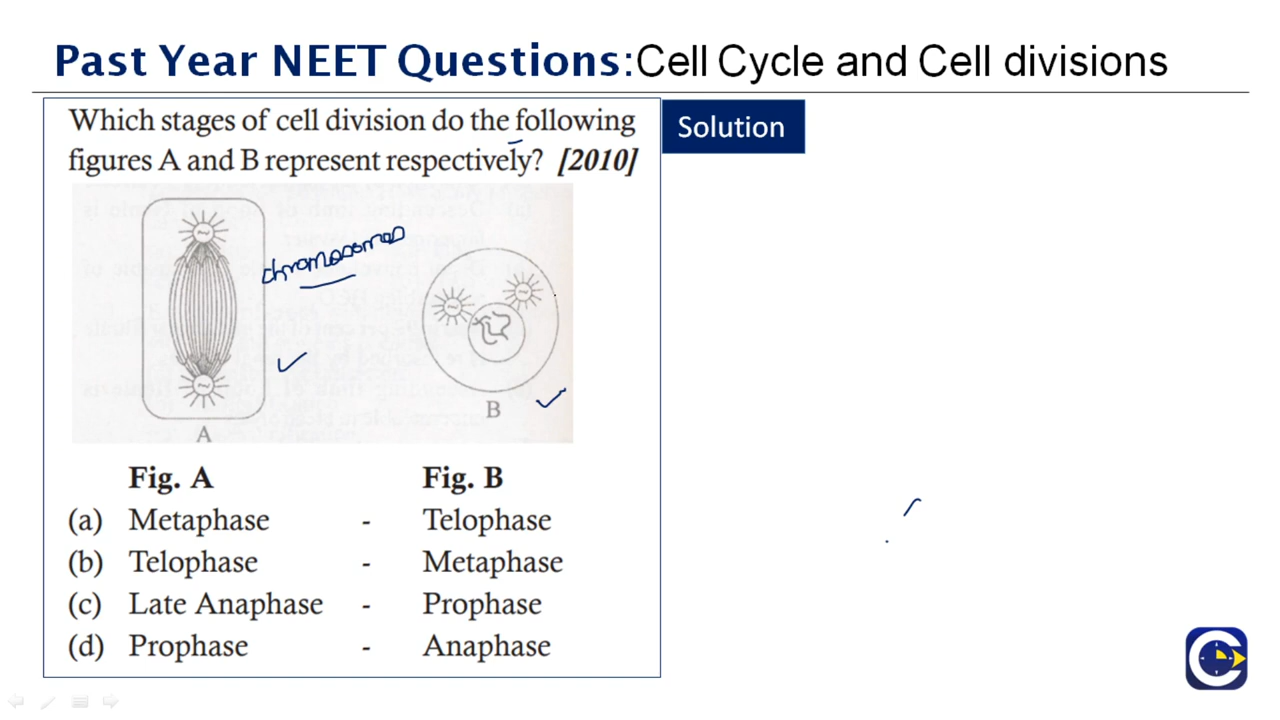 Past Year NEET Questions:Cell Cycle and Cell divisions
Which stages of cell division do the following
figures A and B represent respectively? [2010]
Solution
chromosomes
A
B
Fig. A Fig. B
(a) Metaphase - Telophase
(b) Telophase - Metaphase
(c) Late Anaphase - Prophase
(d) Prophase - Anaphase